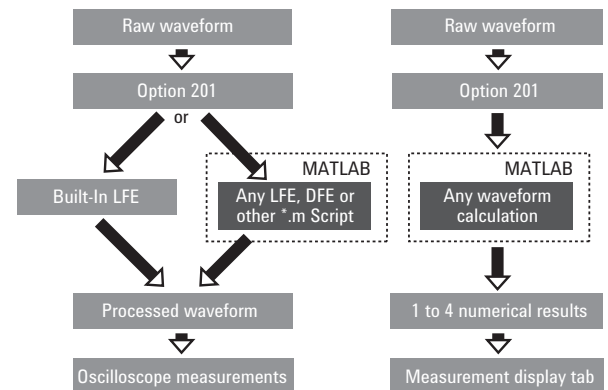 Raw waveform
Option 201
or
Built-In LFE
MATLAB
Any LFE, DFE or
other *.m Script
Processed waveform
Oscilloscope measurements
Raw waveform
Option 201
MATLAB
Any waveform
calculation
1 to 4 numerical results
Measurement display tab